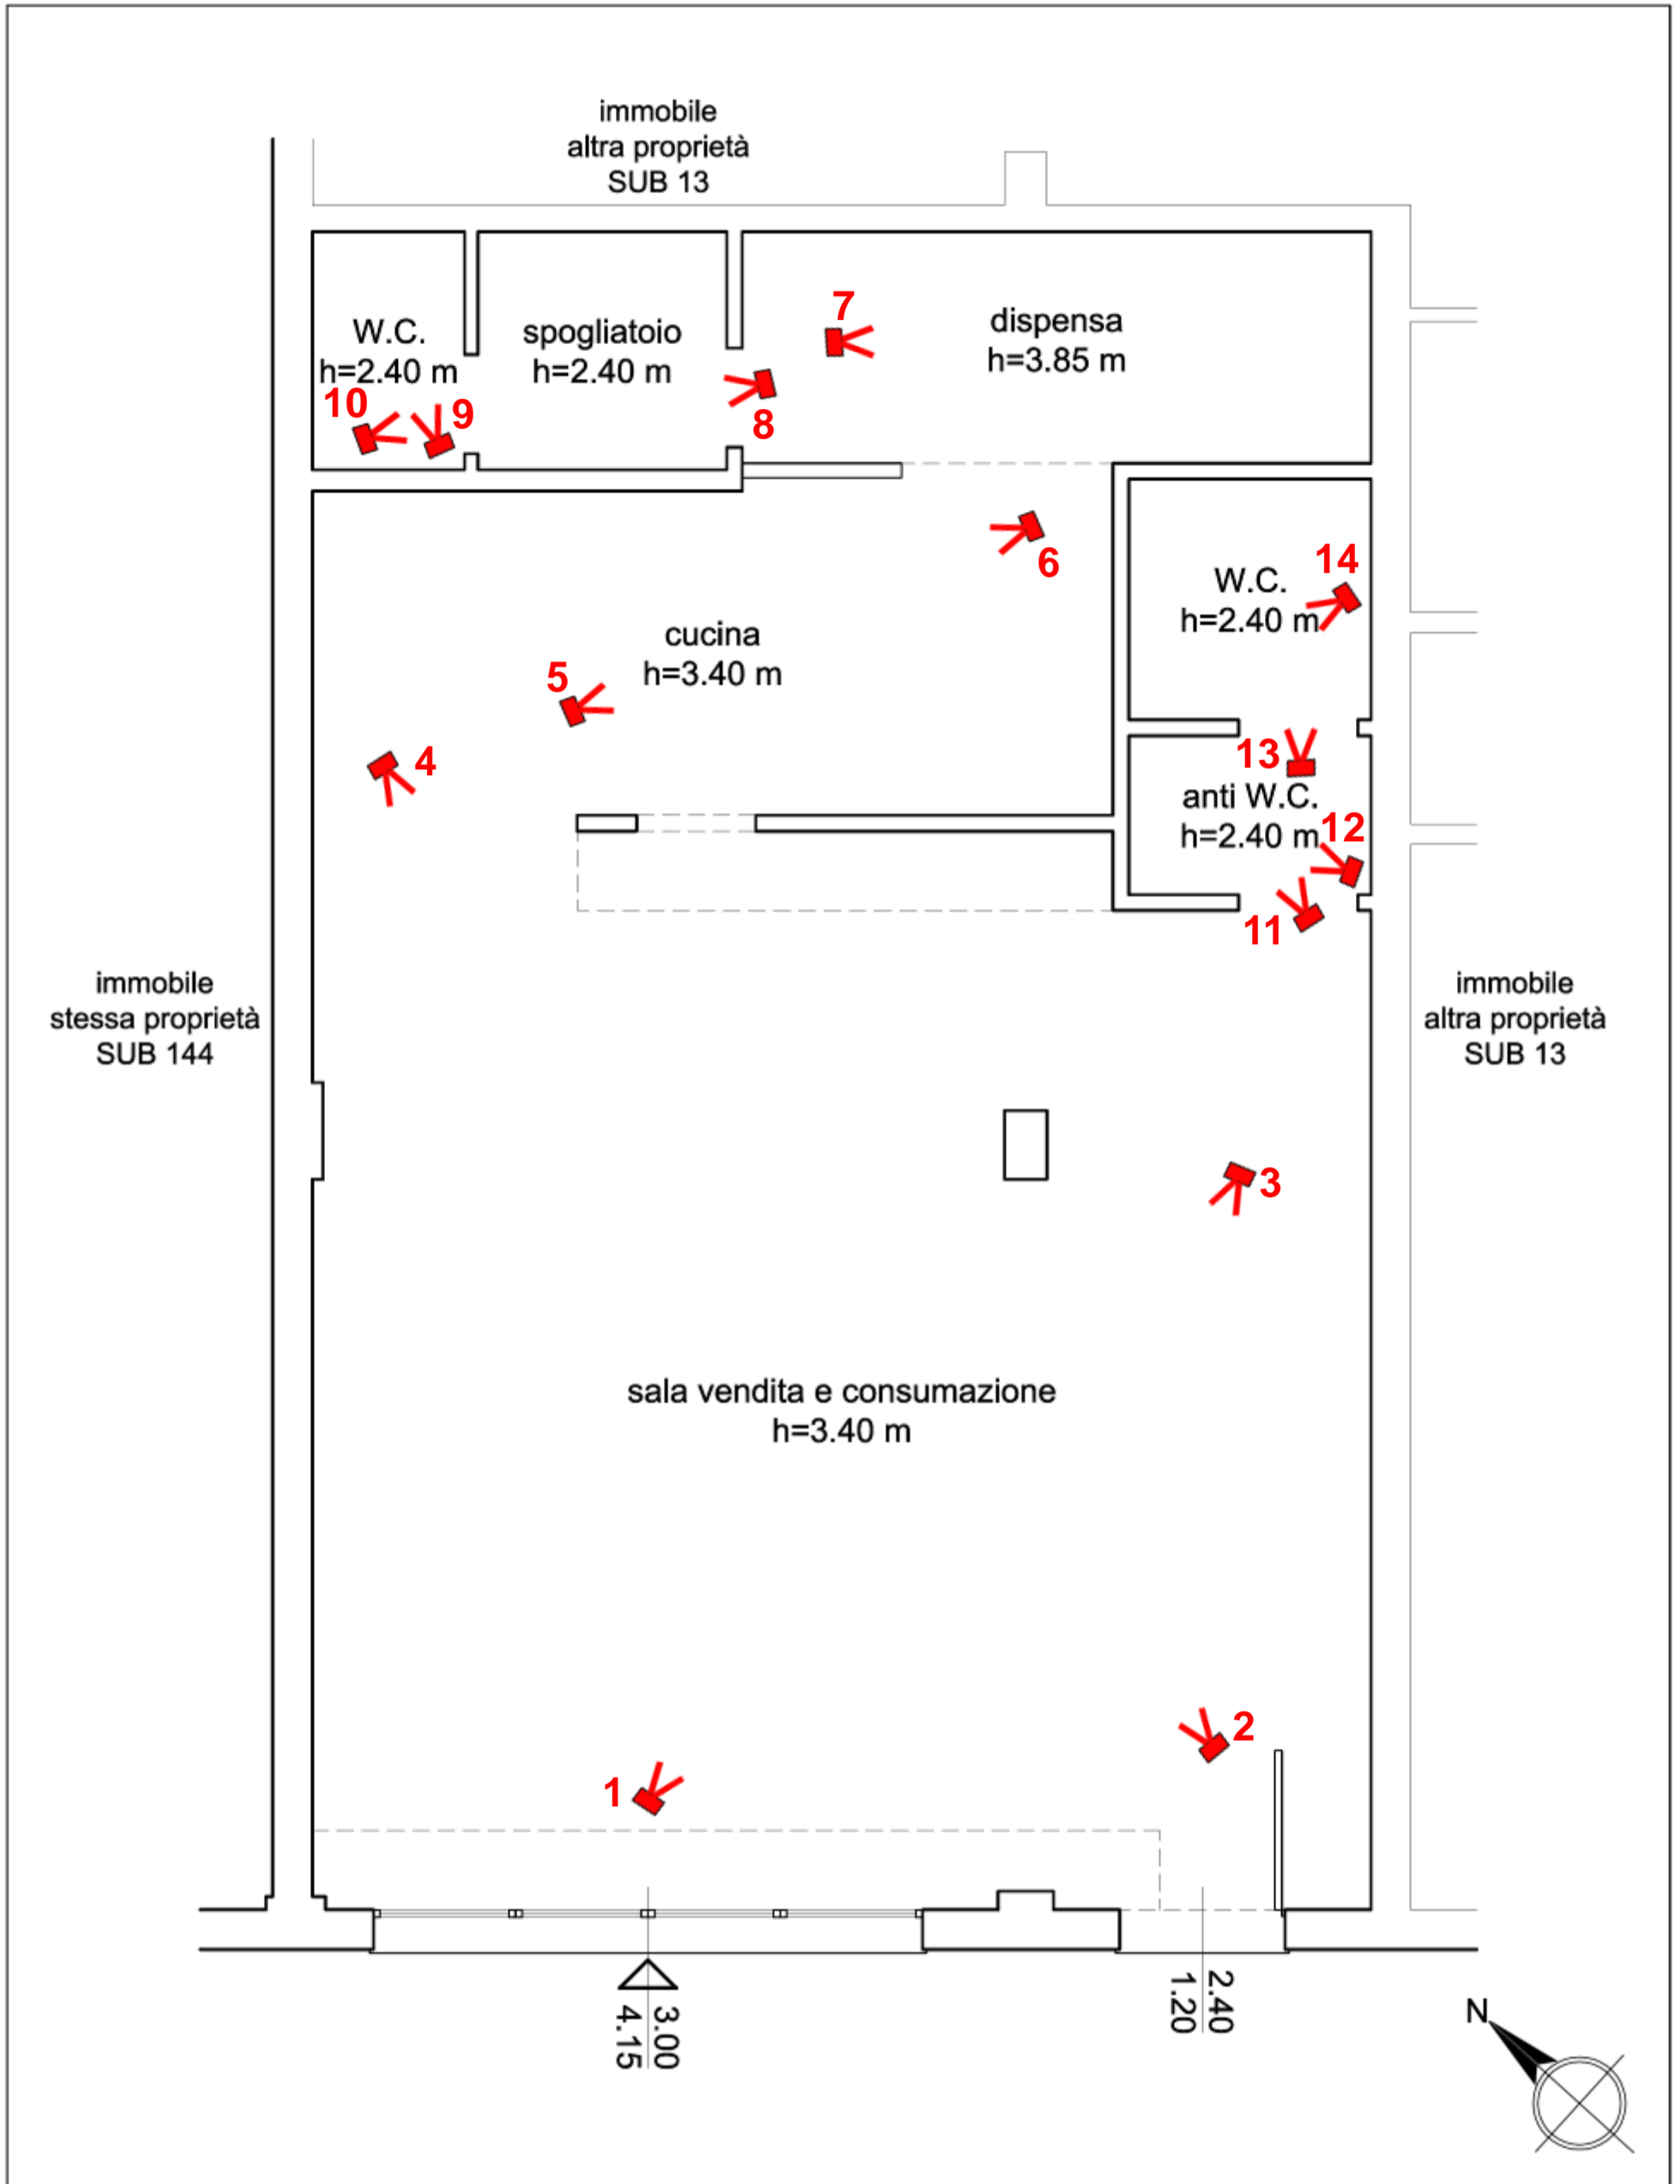 immobile
altra proprietà
SUB 13
7
W.C.
h=2.40 m
spogliatoio
h=2.40 m
dispensa
h=3.85 m
10
9
8
6
14
W.C.
h=2.40 m
cucina
h=3.40 m
5
4
13
anti W.C.
h=2.40 m
12
11
immobile
stessa proprietà
SUB 144
immobile
altra proprietà
SUB 13
3
sala vendita e consumazione
h=3.40 m
2
1
3.00
4.15
2.40
1.20
N